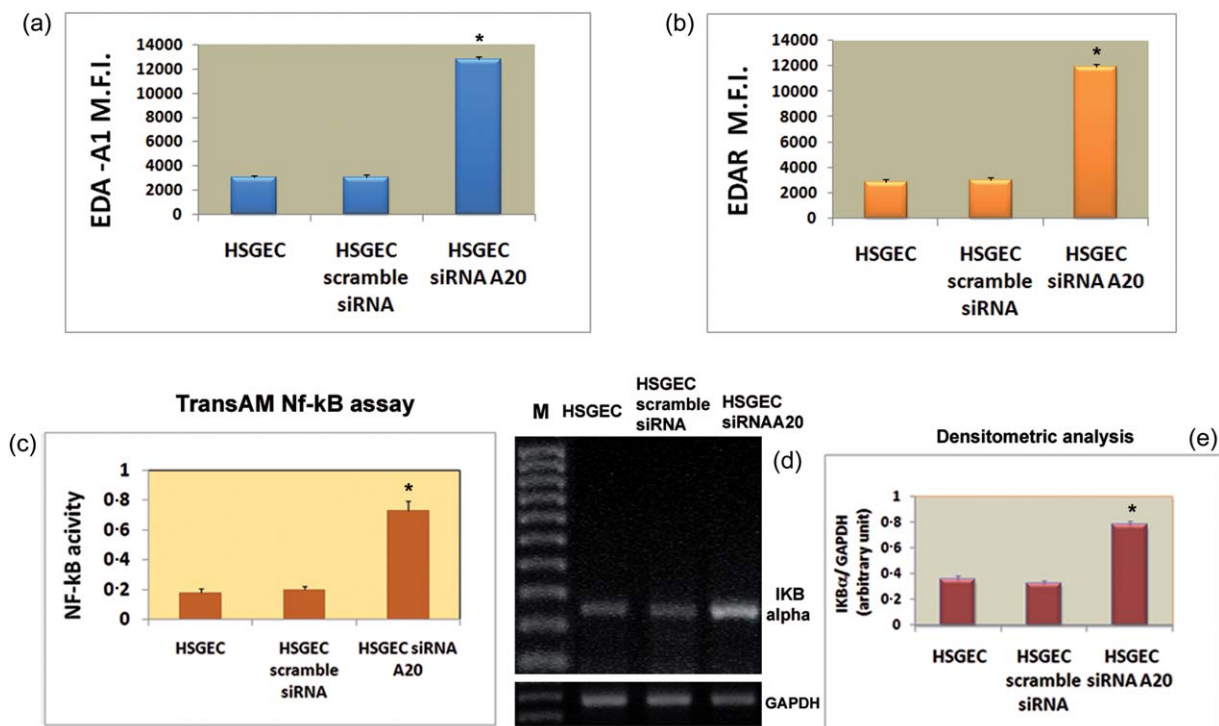 (a)
EDA -A1 M.F.I.
14000
12000
10000
8000
6000
4000
2000
0
*
HSGEC
HSGEC
scramble
siRNA
HSGEC
siRNA A20
(b)
EDAR M.F.I.
14000
12000
10000
8000
6000
4000
2000
0
*
HSGEC
HSGEC
scramble
siRNA
HSGEC
siRNA A20
TransAM Nf-kB assay
(c)
NF-kB acivity
1
0·8
0·6
0·4
0·2
0
*
HSGEC
HSGEC
scramble
siRNA
HSGEC siRNA
A20
M
HSGEC
HSGEC
scramble
siRNA
HSGEC
siRNAA20
(d)
IKB
alpha
GAPDH
Densitometric analysis
(e)
IKBα/GAPDH
(arbitrary unit)
1
0·8
0·6
0·4
0·2
0
*
HSGEC
HSGEC
scramble
siRNA
HSGEC
siRNA A20